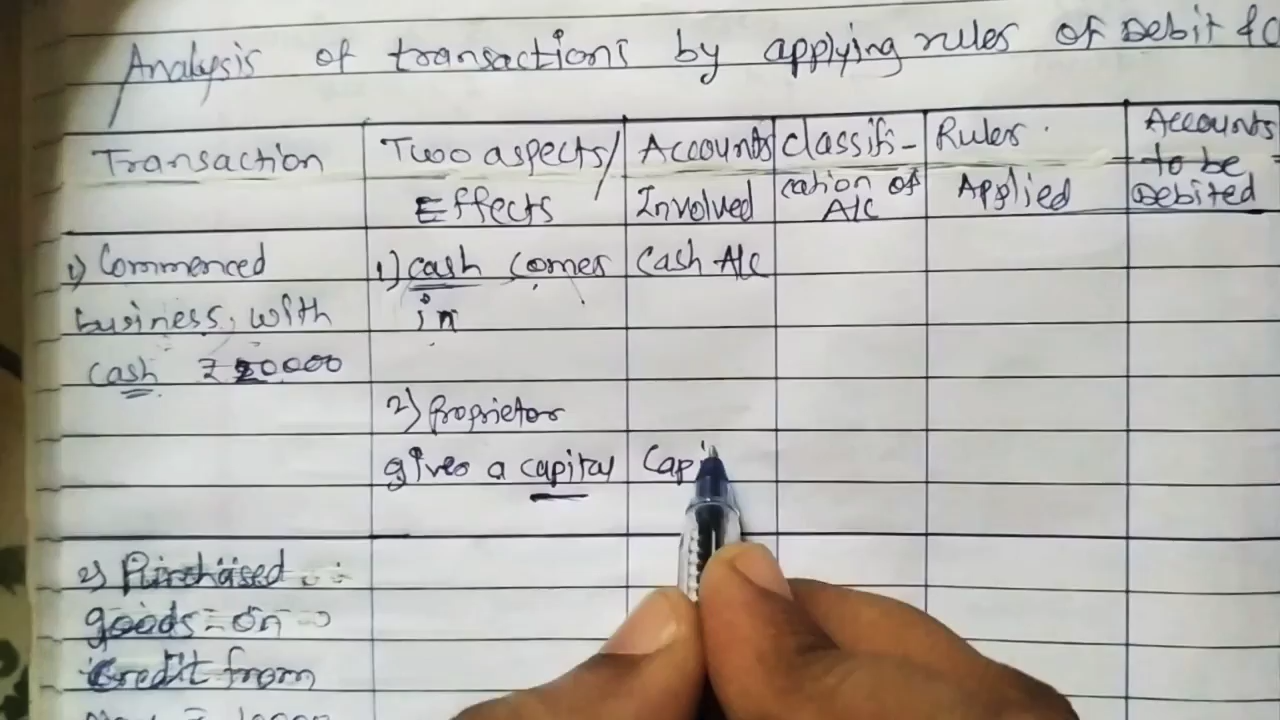 Analysis of transactions by applying rules of Debit &
Transaction
Two aspects/
Effects
Accounts
Involved
Classifi-
cation of
A/C
Rules.
Applied
Accounts
to be
Debited
1) Commenced
business, with
cash ₹ 20000
1) cash comes
in
Cash A/C
2) Proprietor
gives a capital
Capi
2) Purchased
goods on
Credit from